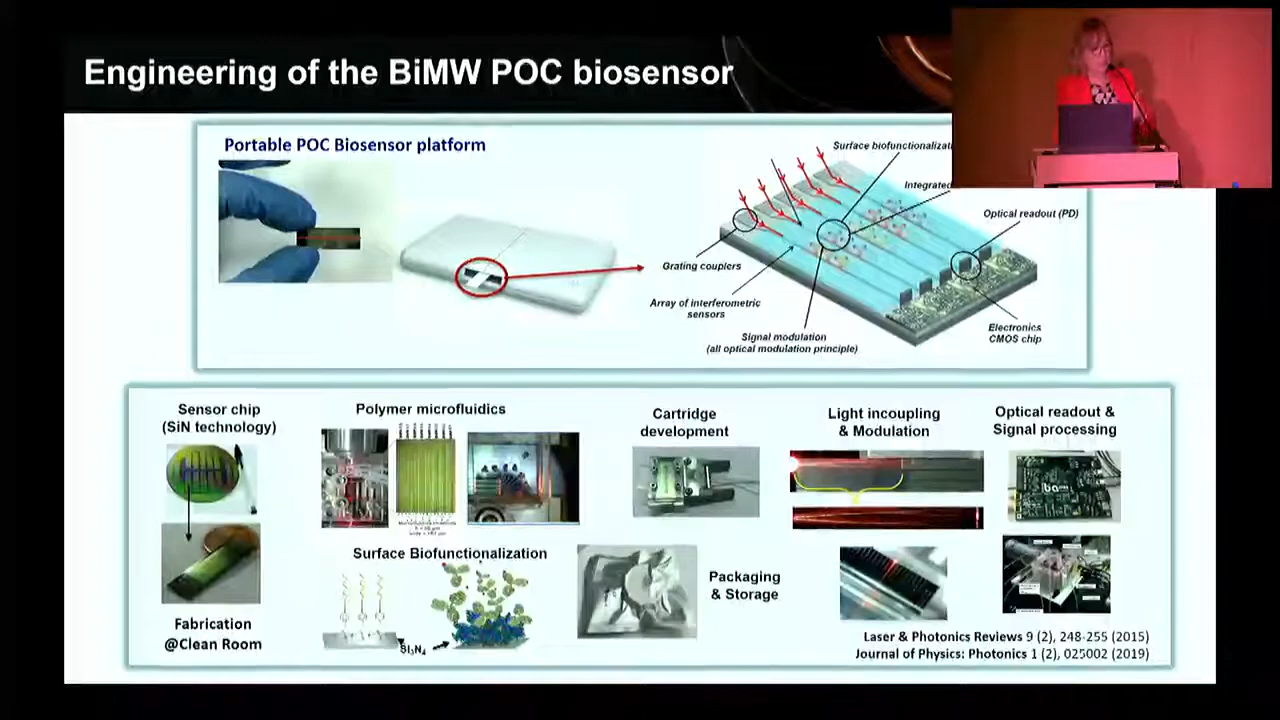 Engineering of the BiMW POC biosensor
Portable POC Biosensor platform
Surface biofunctionalizati
Integrated
Optical readout (PD)
Grating couplers
Array of interferometric
sensors
Signal modulation
(all optical modulation principle)
Electronics
CMOS chip
Sensor chip
(SiN technology)
Polymer microfluidics
Cartridge
development
Light incoupling
& Modulation
Optical readout &
Signal processing
Surface Biofunctionalization
Packaging
& Storage
Fabrication
@Clean Room
Si₃N₄
Laser & Photonics Reviews 9 (2), 248-255 (2015)
Journal of Physics: Photonics 1 (2), 025002 (2019)